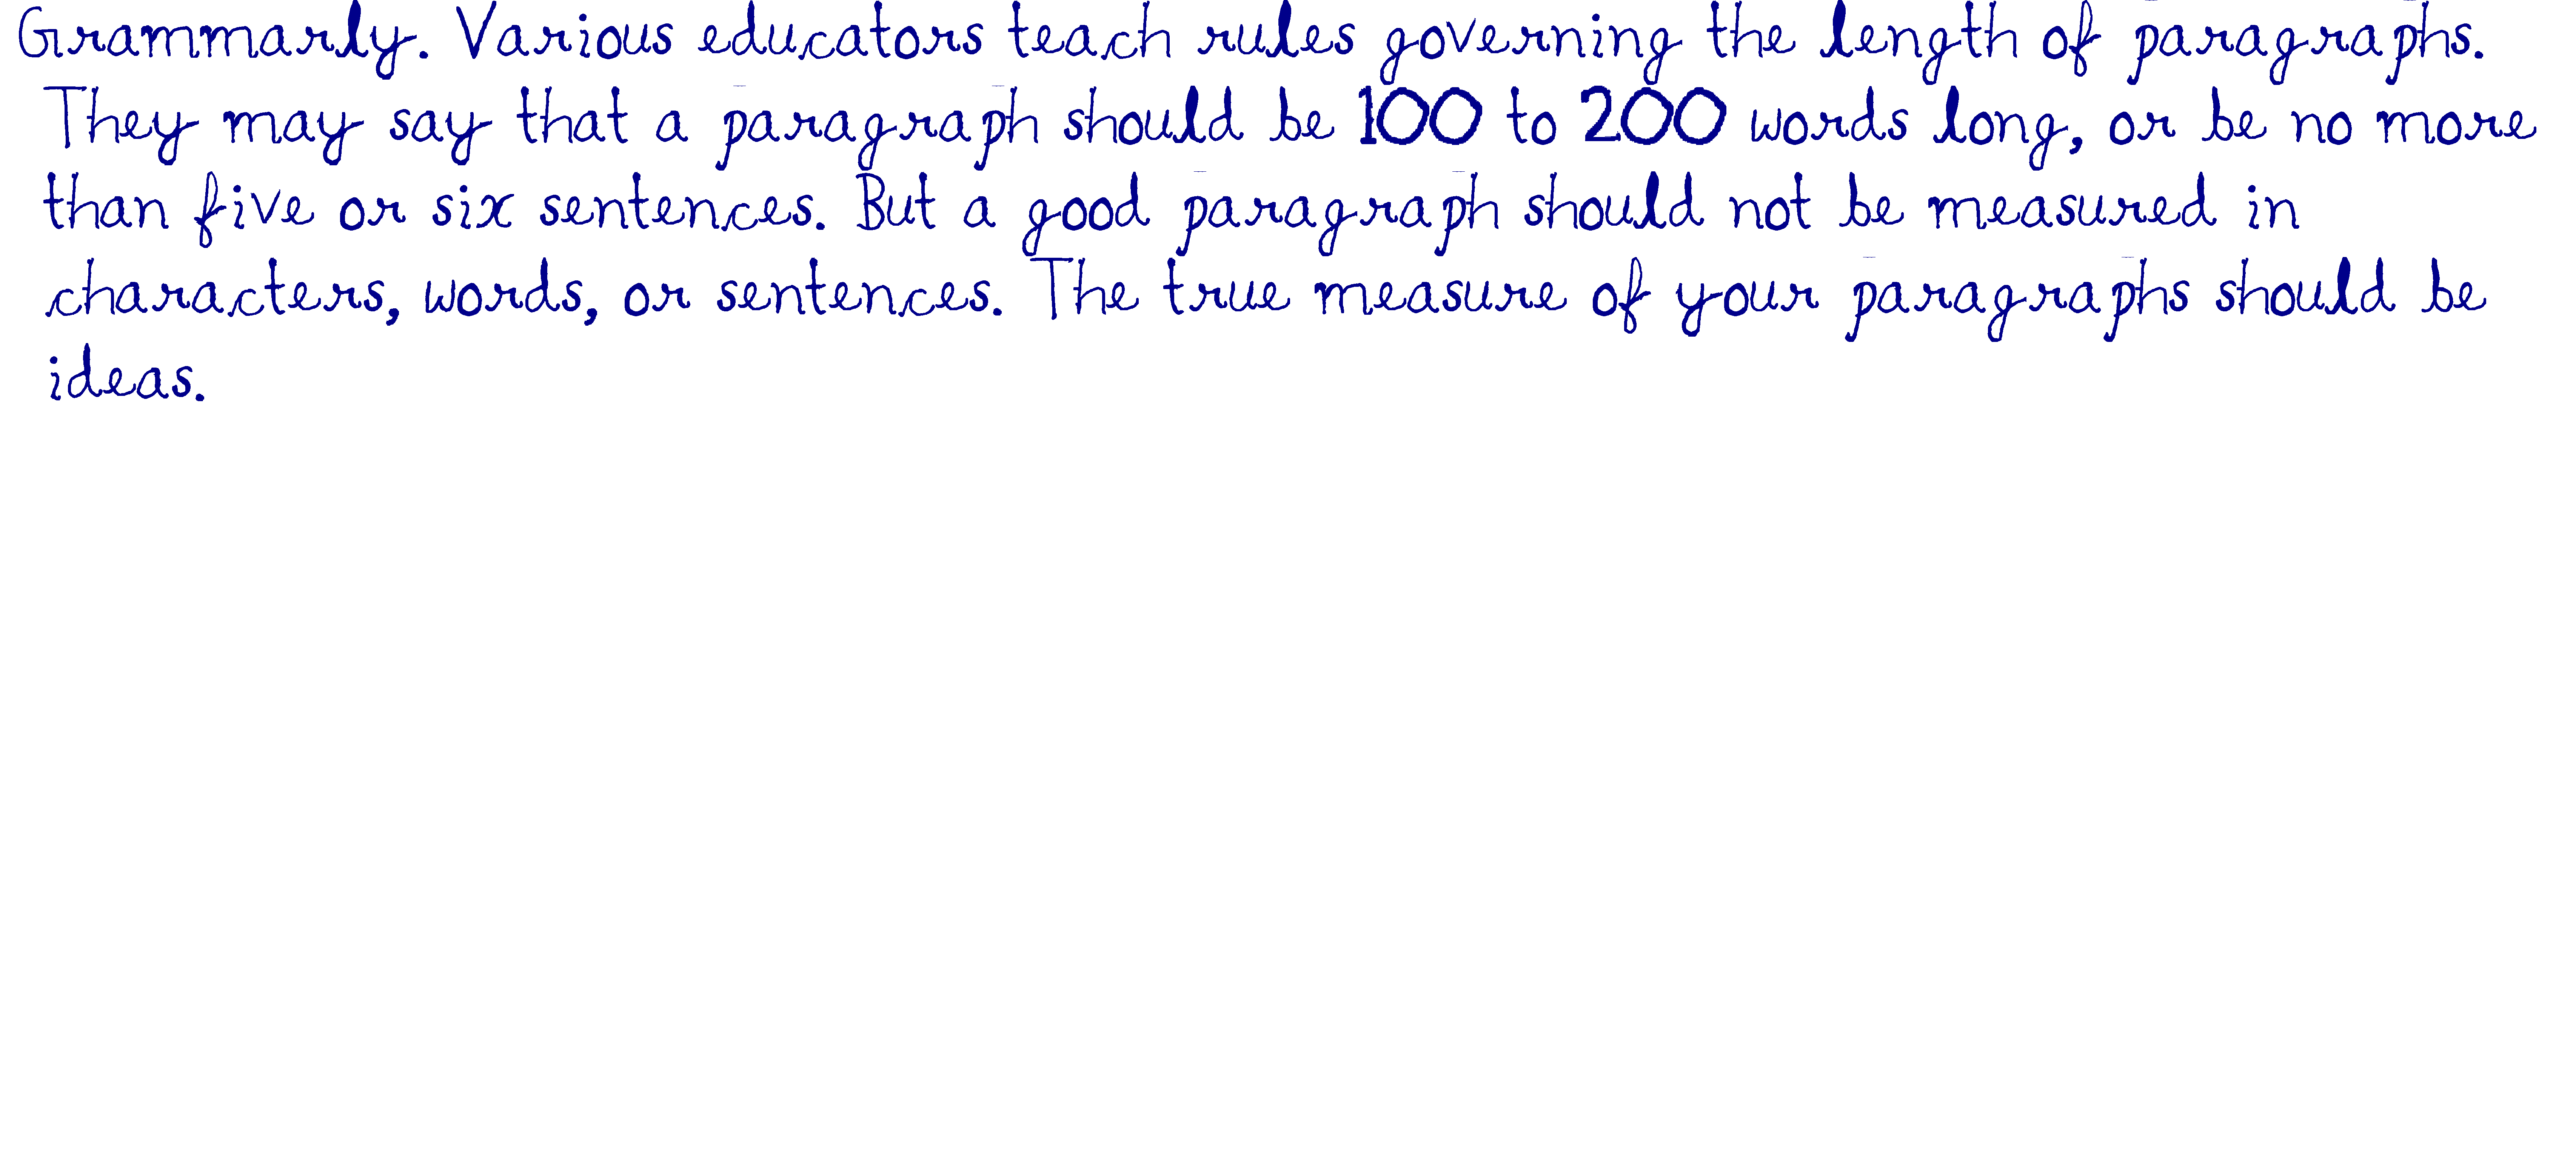 Grammarly. Various educators teach rules governing the length of paragraphs.
They may say that a paragraph should be 100 to 200 words long, or be no more
than five or six sentences. But a good paragraph should not be measured in
characters, words, or sentences. The true measure of your paragraphs should be
ideas.